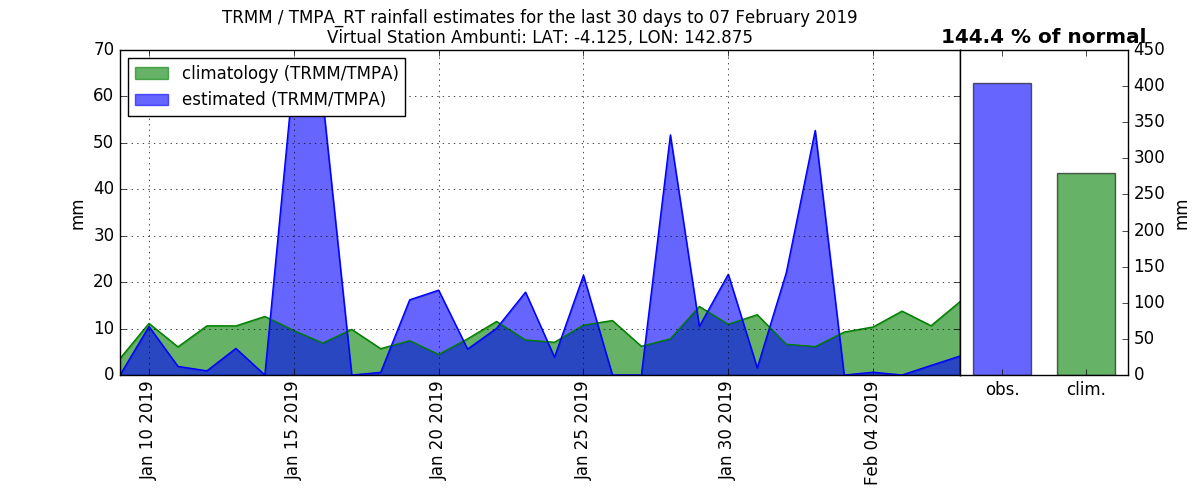 TRMM / TMPA_RT rainfall estimates for the last 30 days to 07 February 2019
Virtual Station Ambunti: LAT: -4.125, LON: 142.875
144.4 % of normal
climatology (TRMM/TMPA)
estimated (TRMM/TMPA)
70
60
50
40
30
20
10
0
mm
Jan 10 2019
Jan 15 2019
Jan 20 2019
Jan 25 2019
Jan 30 2019
Feb 04 2019
450
400
350
300
250
200
150
100
50
0
mm
obs.
clim.